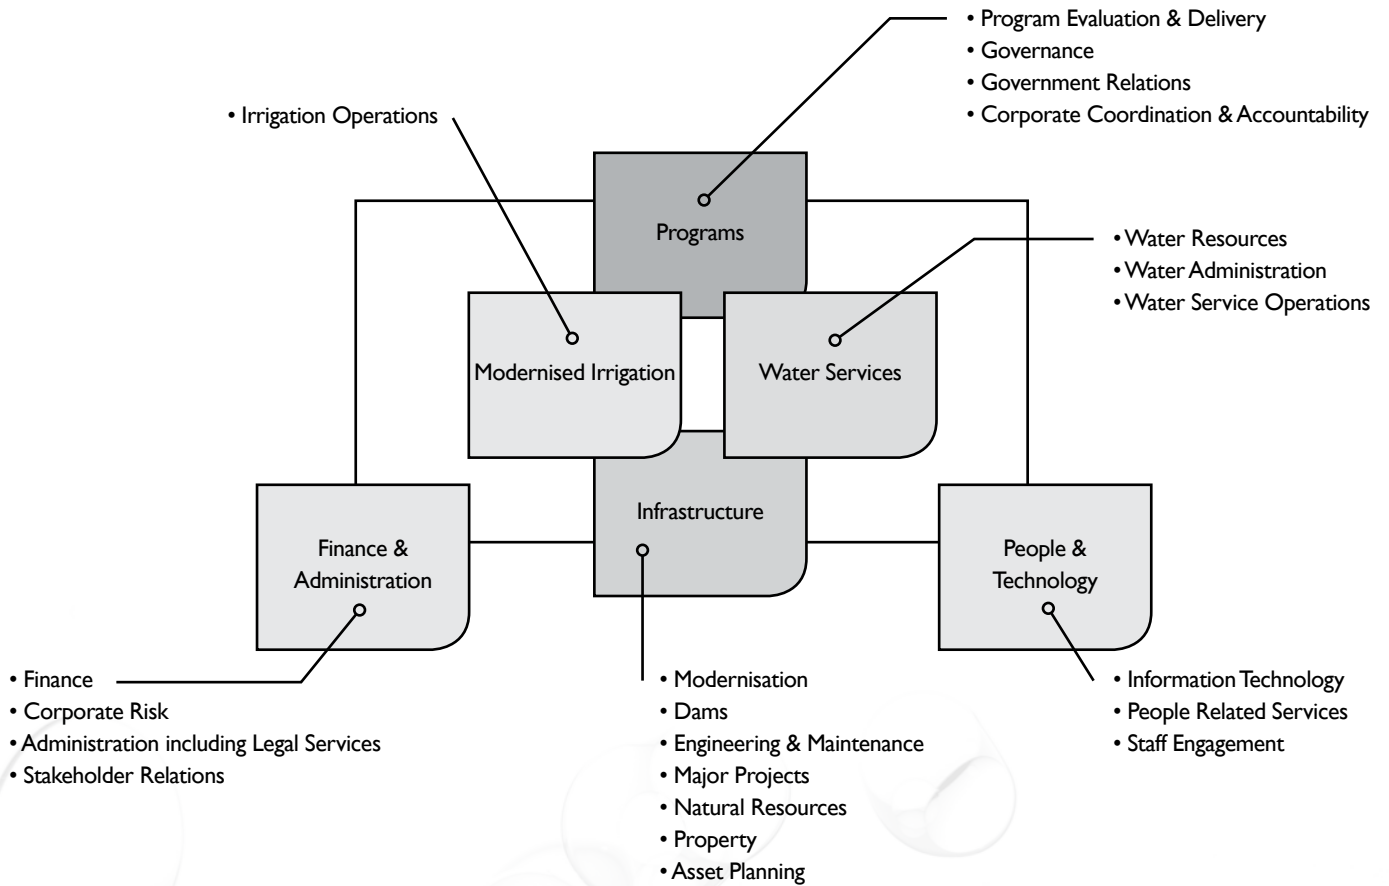 • Program Evaluation & Delivery
• Governance
• Government Relations
• Corporate Coordination & Accountability
• Irrigation Operations
Programs
• Water Resources
• Water Administration
• Water Service Operations
Modernised Irrigation
Water Services
Infrastructure
Finance &
Administration
People &
Technology
• Finance
• Corporate Risk
• Administration including Legal Services
• Stakeholder Relations
• Modernisation
• Dams
• Engineering & Maintenance
• Major Projects
• Natural Resources
• Property
• Asset Planning
• Information Technology
• People Related Services
• Staff Engagement